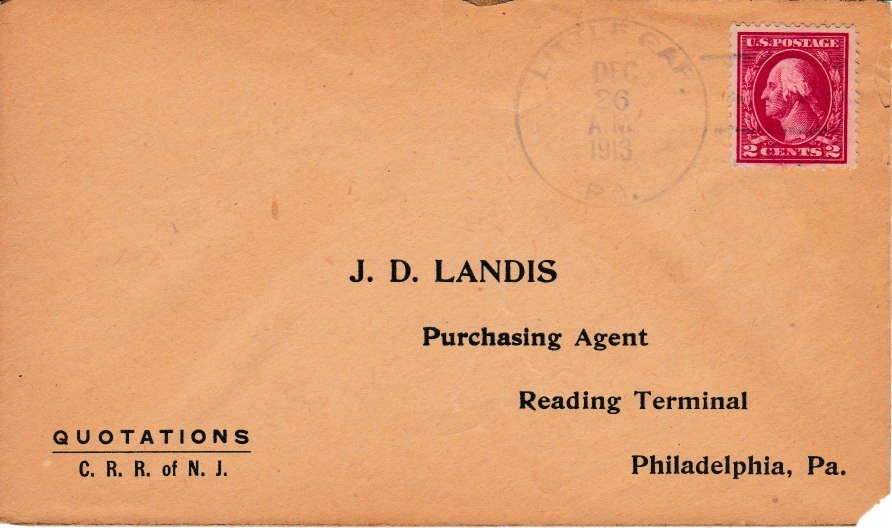 LITTLE GAP.
DEC
26
A.M.
1913
PA.
U.S. POSTAGE
2 CENTS 2
J. D. LANDIS
Purchasing Agent
Reading Terminal
Philadelphia, Pa.
QUOTATIONS
C. R. R. of N. J.